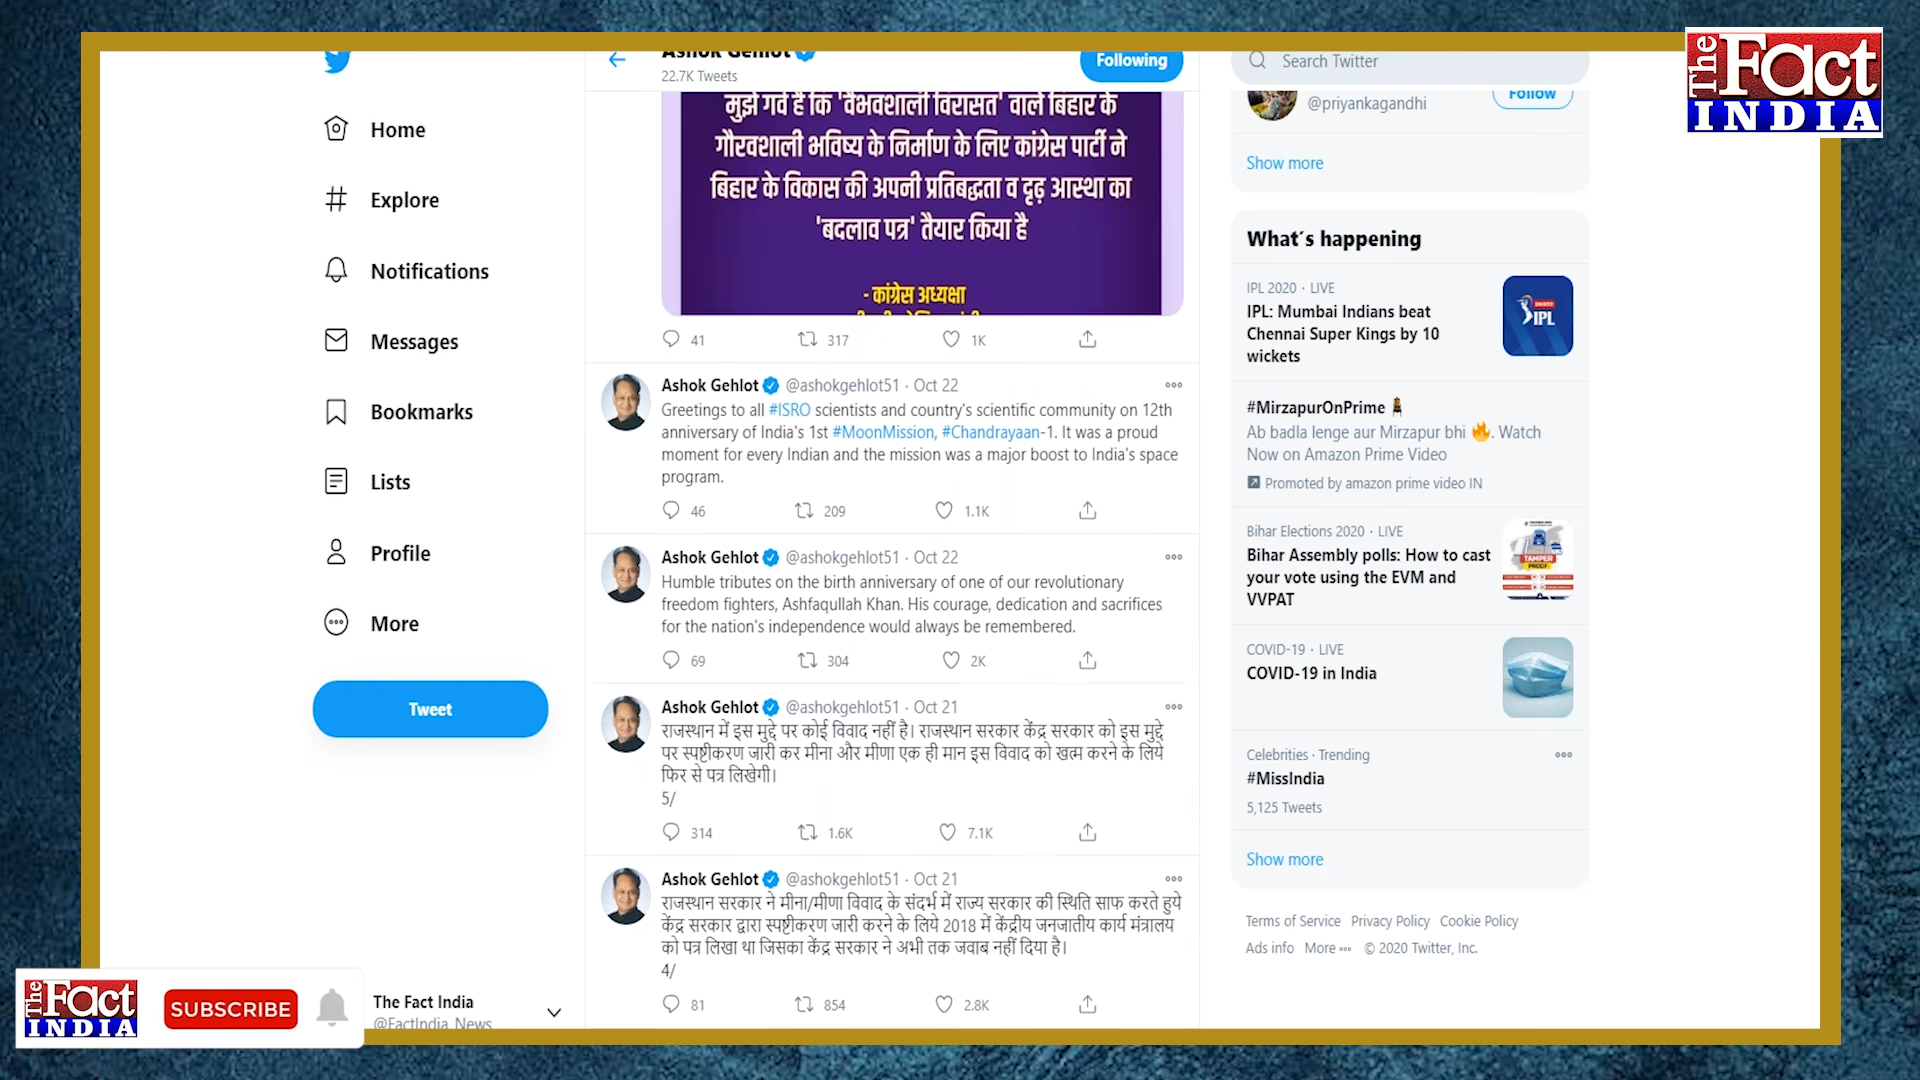 The Fact
INDIA
Ashok Gehlot
22.7K Tweets
Following
Search Twitter
Home
Explore
Notifications
Messages
Bookmarks
Lists
Profile
More
Tweet
मुझे गर्व है कि 'वैभवशाली विरासत' वाले बिहार के
गौरवशाली भविष्य के निर्माण के लिए कांग्रेस पार्टी ने
बिहार के विकास की अपनी प्रतिबद्धता व दृढ़ आस्था का
'बदलाव पत्र' तैयार किया है
- कांग्रेस अध्यक्षा
41 317 1K
Ashok Gehlot @ashokgehlot51 · Oct 22
Greetings to all #ISRO scientists and country's scientific community on 12th
anniversary of India's 1st #MoonMission, #Chandrayaan-1. It was a proud
moment for every Indian and the mission was a major boost to India's space
program.
46 209 1.1K
Ashok Gehlot @ashokgehlot51 · Oct 22
Humble tributes on the birth anniversary of one of our revolutionary
freedom fighters, Ashfaqullah Khan. His courage, dedication and sacrifices
for the nation's independence would always be remembered.
69 304 2K
Ashok Gehlot @ashokgehlot51 · Oct 21
राजस्थान में इस मुद्दे पर कोई विवाद नहीं है। राजस्थान सरकार केंद्र सरकार को इस मुद्दे
पर स्पष्टीकरण जारी कर मीना और मीणा एक ही मान इस विवाद को खत्म करने के लिये
फिर से पत्र लिखेगी।
5/
314 1.6K 7.1K
Ashok Gehlot @ashokgehlot51 · Oct 21
राजस्थान सरकार ने मीना/मीणा विवाद के संदर्भ में राज्य सरकार की स्थिति साफ करते हुये
केंद्र सरकार द्वारा स्पष्टीकरण जारी करने के लिये 2018 में केंद्रीय जनजातीय कार्य मंत्रालय
को पत्र लिखा था जिसका केंद्र सरकार ने अभी तक जवाब नहीं दिया है।
4/
81 854 2.8K
@priyankagandhi
Follow
Show more
What´s happening
IPL 2020 · LIVE
IPL: Mumbai Indians beat
Chennai Super Kings by 10
wickets
IPL
#MirzapurOnPrime
Ab badla lenge aur Mirzapur bhi 🔥. Watch
Now on Amazon Prime Video
Promoted by amazon prime video IN
Bihar Elections 2020 · LIVE
Bihar Assembly polls: How to cast
your vote using the EVM and
VVPAT
TAMPER
PROOF
COVID-19 · LIVE
COVID-19 in India
Celebrities · Trending
#MissIndia
5,125 Tweets
Show more
Terms of Service Privacy Policy Cookie Policy
Ads info More © 2020 Twitter, Inc.
The Fact
INDIA
SUBSCRIBE
The Fact India
@FactIndia_News